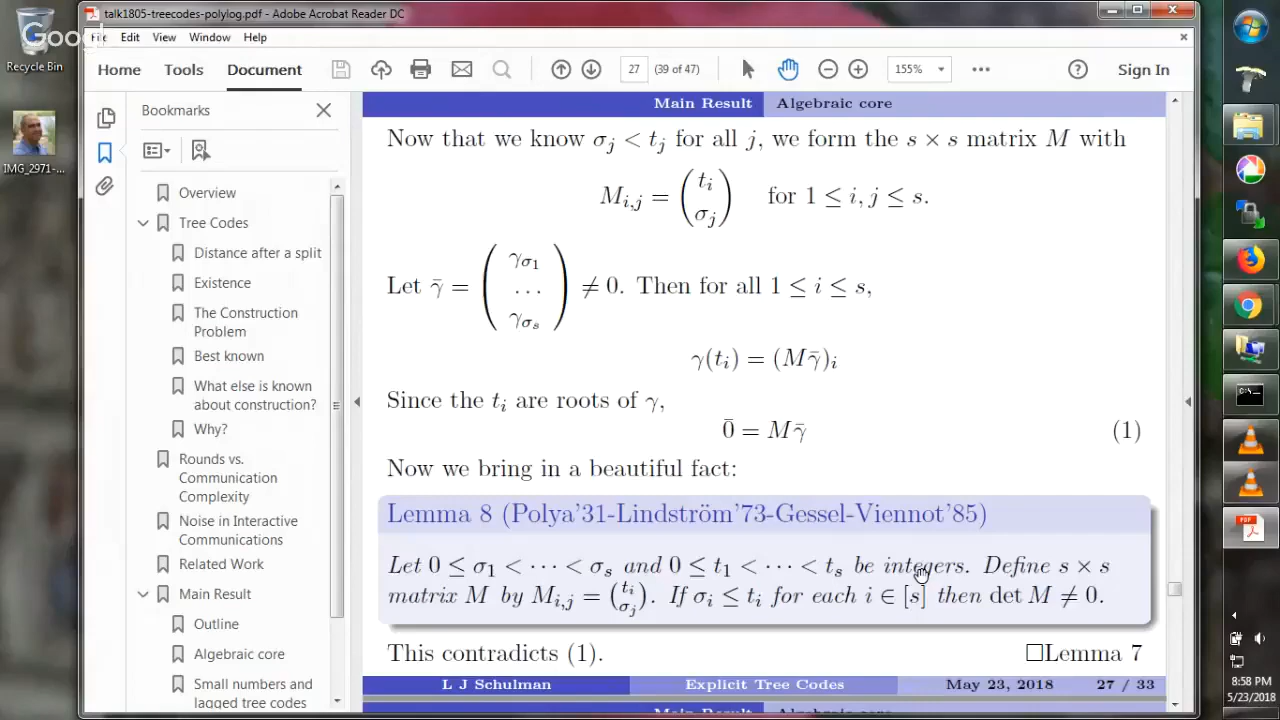 talk1805-treecodes-polylog.pdf - Adobe Acrobat Reader DC
Edit View Window Help
Recycle Bin
IMG_2971-...
Home Tools Document 27 (39 of 47) 155% Sign In
Bookmarks
Overview
Tree Codes
Distance after a split
Existence
The Construction
Problem
Best known
What else is known
about construction?
Why?
Rounds vs.
Communication
Complexity
Noise in Interactive
Communications
Related Work
Main Result
Outline
Algebraic core
Small numbers and
lagged tree codes
Main Result Algebraic core
Now that we know σ_j < t_j for all j, we form the s × s matrix M with
M_{i,j} = \binom{t_i}{σ_j} for 1 ≤ i, j ≤ s.
Let γ̄ = ( γ_{σ_1} ... γ_{σ_s} ) ≠ 0. Then for all 1 ≤ i ≤ s,
γ(t_i) = (Mγ̄)_i
Since the t_i are roots of γ,
0̄ = Mγ̄ (1)
Now we bring in a beautiful fact:
Lemma 8 (Polya'31-Lindström'73-Gessel-Viennot'85)
Let 0 ≤ σ_1 < ··· < σ_s and 0 ≤ t_1 < ··· < t_s be integers. Define s × s
matrix M by M_{i,j} = \binom{t_i}{σ_j}. If σ_i ≤ t_i for each i ∈ [s] then det M ≠ 0.
This contradicts (1). □Lemma 7
L J Schulman Explicit Tree Codes May 23, 2018 27 / 33
Main Result Algebraic core
8:58 PM
5/23/2018